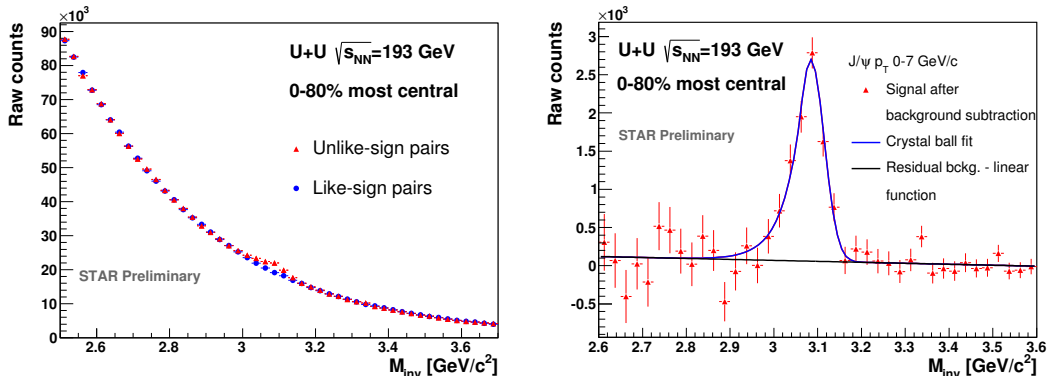 ×10³
90
80
70
60
50
40
30
20
10
0
Raw counts
U+U √s_NN=193 GeV
0-80% most central
Unlike-sign pairs
Like-sign pairs
STAR Preliminary
2.6 2.8 3 3.2 3.4 3.6
M_inv [GeV/c²]
×10³
3
2.5
2
1.5
1
0.5
0
-0.5
Raw counts
U+U √s_NN=193 GeV
0-80% most central
STAR Preliminary
J/ψ p_T 0-7 GeV/c
Signal after
background subtraction
Crystal ball fit
Residual bckg. - linear
function
2.6 2.7 2.8 2.9 3 3.1 3.2 3.3 3.4 3.5 3.6
M_inv [GeV/c²]